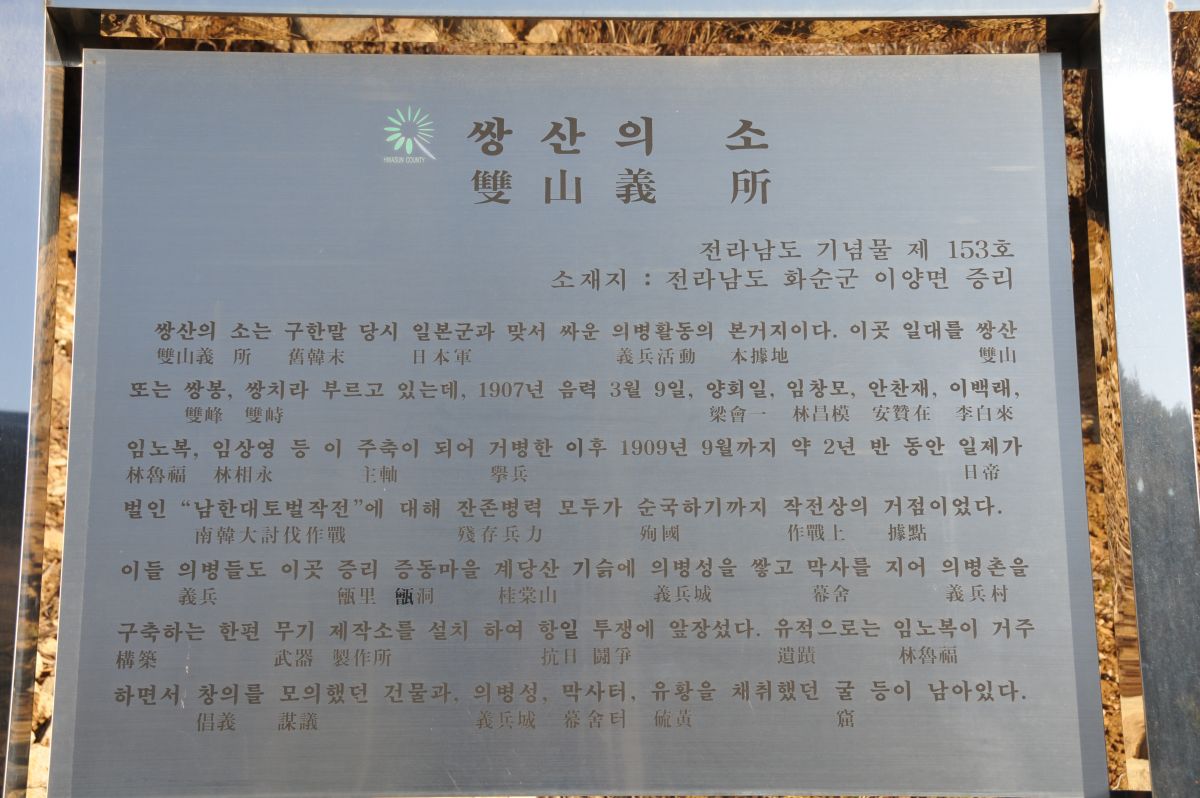 HWASUN COUNTY
쌍산의 소
雙山義 所
전라남도 기념물 제 153호
소재지 : 전라남도 화순군 이양면 증리
쌍산의 소는 구한말 당시 일본군과 맞서 싸운 의병활동의 본거지이다. 이곳 일대를 쌍산
雙山義 所 舊韓末 日本軍 義兵活動 本據地 雙山
또는 쌍봉, 쌍치라 부르고 있는데, 1907년 음력 3월 9일, 양회일, 임창모, 안찬재, 이백래,
雙峰 雙峙 梁會一 林昌模 安贊在 李白來
임노복, 임상영 등 이 주축이 되어 거병한 이후 1909년 9월까지 약 2년 반 동안 일제가
林魯福 林相永 主軸 擧兵 日帝
벌인 “남한대토벌작전”에 대해 잔존병력 모두가 순국하기까지 작전상의 거점이었다.
南韓大討伐作戰 殘存兵力 殉國 作戰上 據點
이들 의병들도 이곳 증리 증동마을 계당산 기슭에 의병성을 쌓고 막사를 지어 의병촌을
義兵 甑里 甑洞 桂棠山 義兵城 幕舍 義兵村
구축하는 한편 무기 제작소를 설치 하여 항일 투쟁에 앞장섰다. 유적으로는 임노복이 거주
構築 武器 製作所 抗日 鬪爭 遺蹟 林魯福
하면서 창의를 모의했던 건물과, 의병성, 막사터, 유황을 채취했던 굴 등이 남아있다.
倡義 謀議 義兵城 幕舍터 硫黃 窟